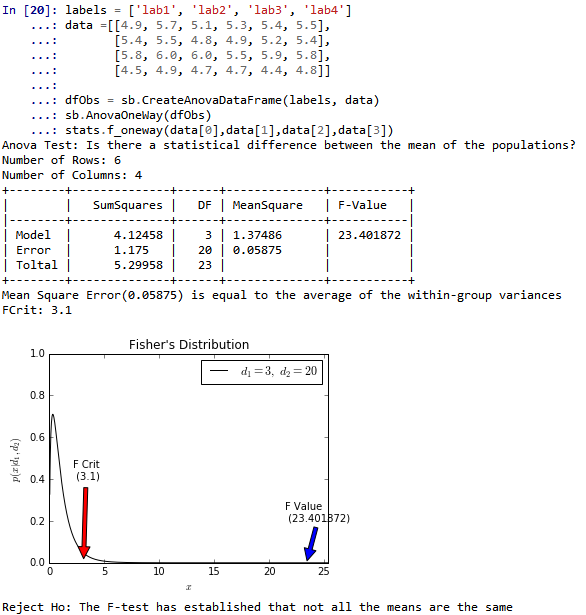 In [20]: labels = ['lab1', 'lab2', 'lab3', 'lab4']
...: data =[[4.9, 5.7, 5.1, 5.3, 5.4, 5.5],
...: [5.4, 5.5, 4.8, 4.9, 5.2, 5.4],
...: [5.8, 6.0, 6.0, 5.5, 5.9, 5.8],
...: [4.5, 4.9, 4.7, 4.7, 4.4, 4.8]]
...:
...: dfObs = sb.CreateAnovaDataFrame(labels, data)
...: sb.AnovaOneWay(dfObs)
...: stats.f_oneway(data[0],data[1],data[2],data[3])
Anova Test: Is there a statistical difference between the mean of the populations?
Number of Rows: 6
Number of Columns: 4
+--------+--------------+------+------------+-----------+
| | SumSquares | DF | MeanSquare | F-Value |
|--------+--------------+------+------------+-----------|
| Model | 4.12458 | 3 | 1.37486 | 23.401872 |
| Error | 1.175 | 20 | 0.05875 | |
| Toltal | 5.29958 | 23 | | |
+--------+--------------+------+------------+-----------+
Mean Square Error(0.05875) is equal to the average of the within-group variances
FCrit: 3.1
Fisher's Distribution
1.0
d₁ = 3, d₂ = 20
0.8
0.6
p(x|d₁,d₂)
F Crit
(3.1)
0.4
F Value
(23.401872)
0.2
0.0
0 5 10 15 20 25
x
Reject Ho: The F-test has established that not all the means are the same